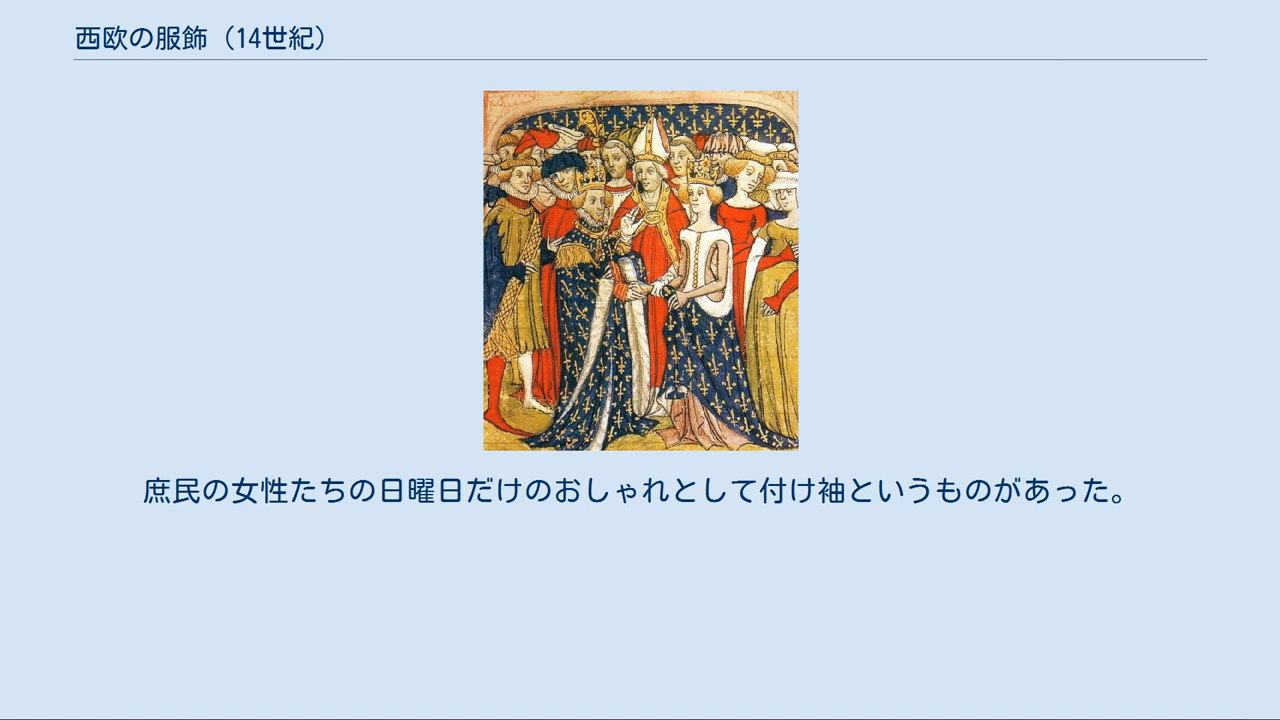 西欧の服飾（14世紀）
庶民の女性たちの日曜日だけのおしゃれとして付け袖というものがあった。